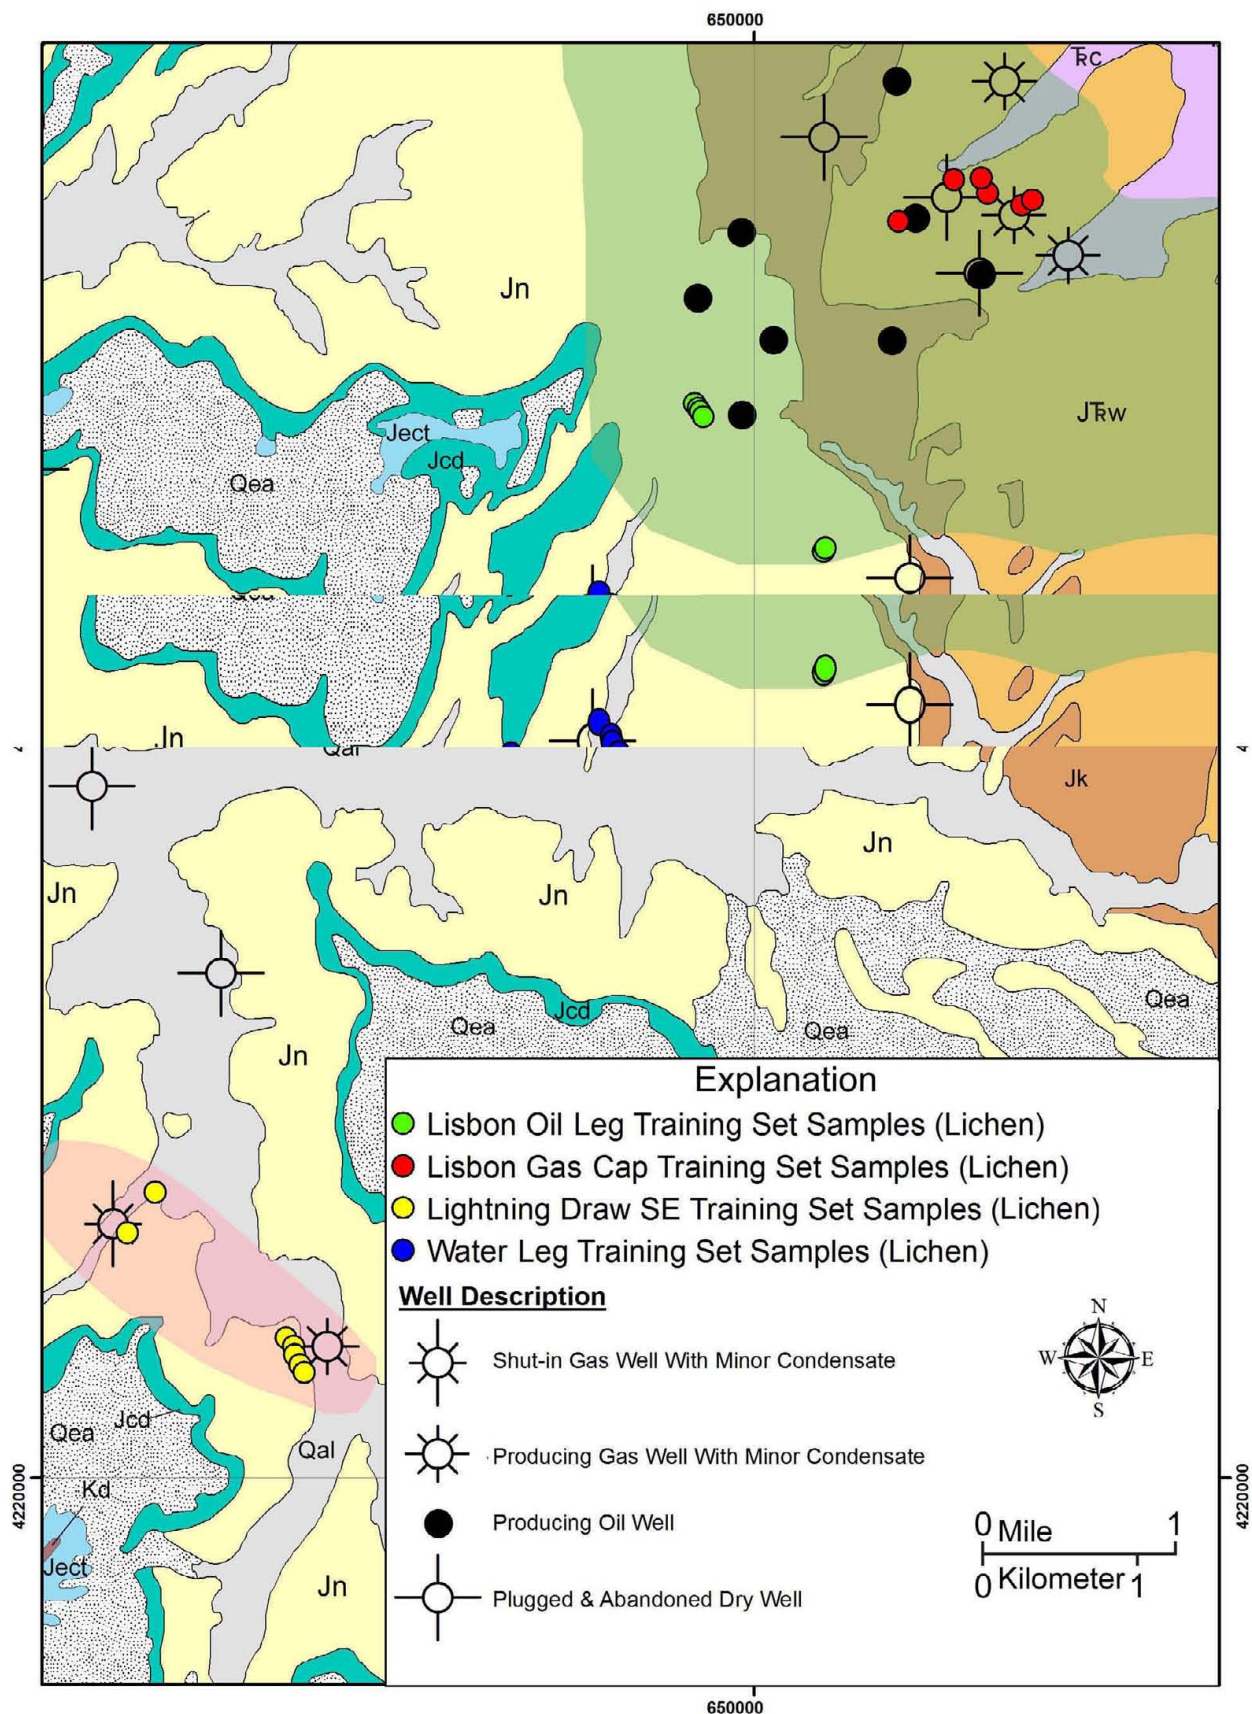 650000
TRC
Jn
Ject
Jcd
Qea
JTRW
Jn
Qal
4
4
Jk
Jn
Jn
Jn
Qea
Jcd
Qea
Qea
Jn
Explanation
Lisbon Oil Leg Training Set Samples (Lichen)
Lisbon Gas Cap Training Set Samples (Lichen)
Lightning Draw SE Training Set Samples (Lichen)
Water Leg Training Set Samples (Lichen)
Well Description
N
W E
S
Shut-in Gas Well With Minor Condensate
Jcd
Qea
Qal
Producing Gas Well With Minor Condensate
4220000
4220000
Kd
Producing Oil Well
0 Mile 1
Ject
0 Kilometer 1
Jn
Plugged & Abandoned Dry Well
650000